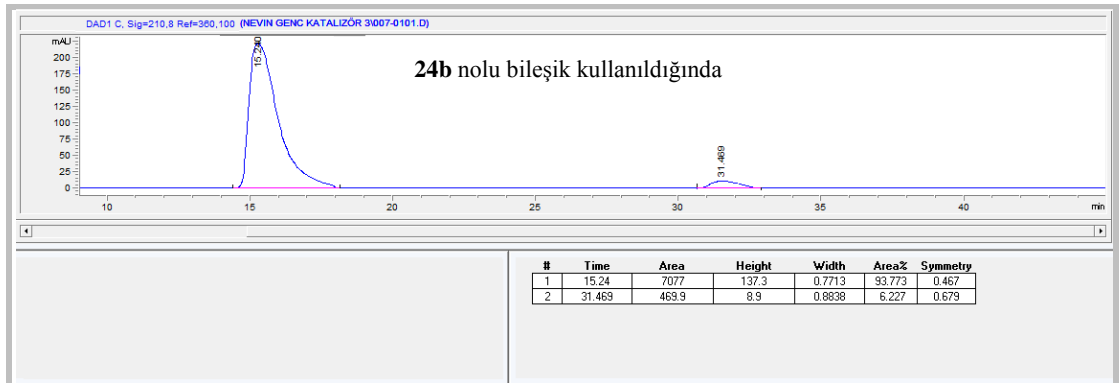 DAD1 C, Sig=210,8 Ref=360,100 (NEVIN GENC KATALIZÖR 3\007-0101.D)
mAU
200
175
150
125
100
75
50
25
0
15.240
31.469
24b nolu bileşik kullanıldığında
10 15 20 25 30 35 40 min
# Time Area Height Width Area% Symmetry
1 15.24 7077 137.3 0.7713 93.773 0.467
2 31.469 469.9 8.9 0.8838 6.227 0.679